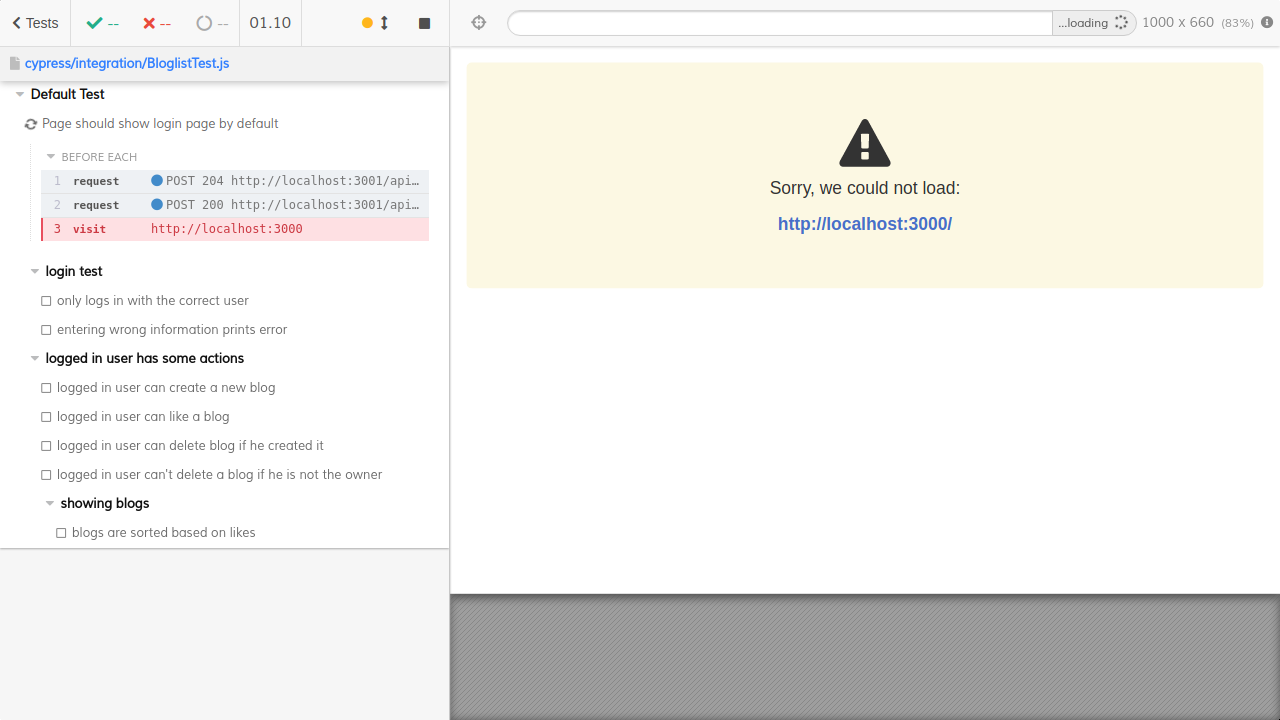 Tests -- -- -- 01.10
...loading 1000 x 660 (83%)
cypress/integration/BloglistTest.js
Default Test
Page should show login page by default
BEFORE EACH
1 request POST 204 http://localhost:3001/api...
2 request POST 200 http://localhost:3001/api...
3 visit http://localhost:3000
login test
only logs in with the correct user
entering wrong information prints error
logged in user has some actions
logged in user can create a new blog
logged in user can like a blog
logged in user can delete blog if he created it
logged in user can't delete a blog if he is not the owner
showing blogs
blogs are sorted based on likes
Sorry, we could not load:
http://localhost:3000/